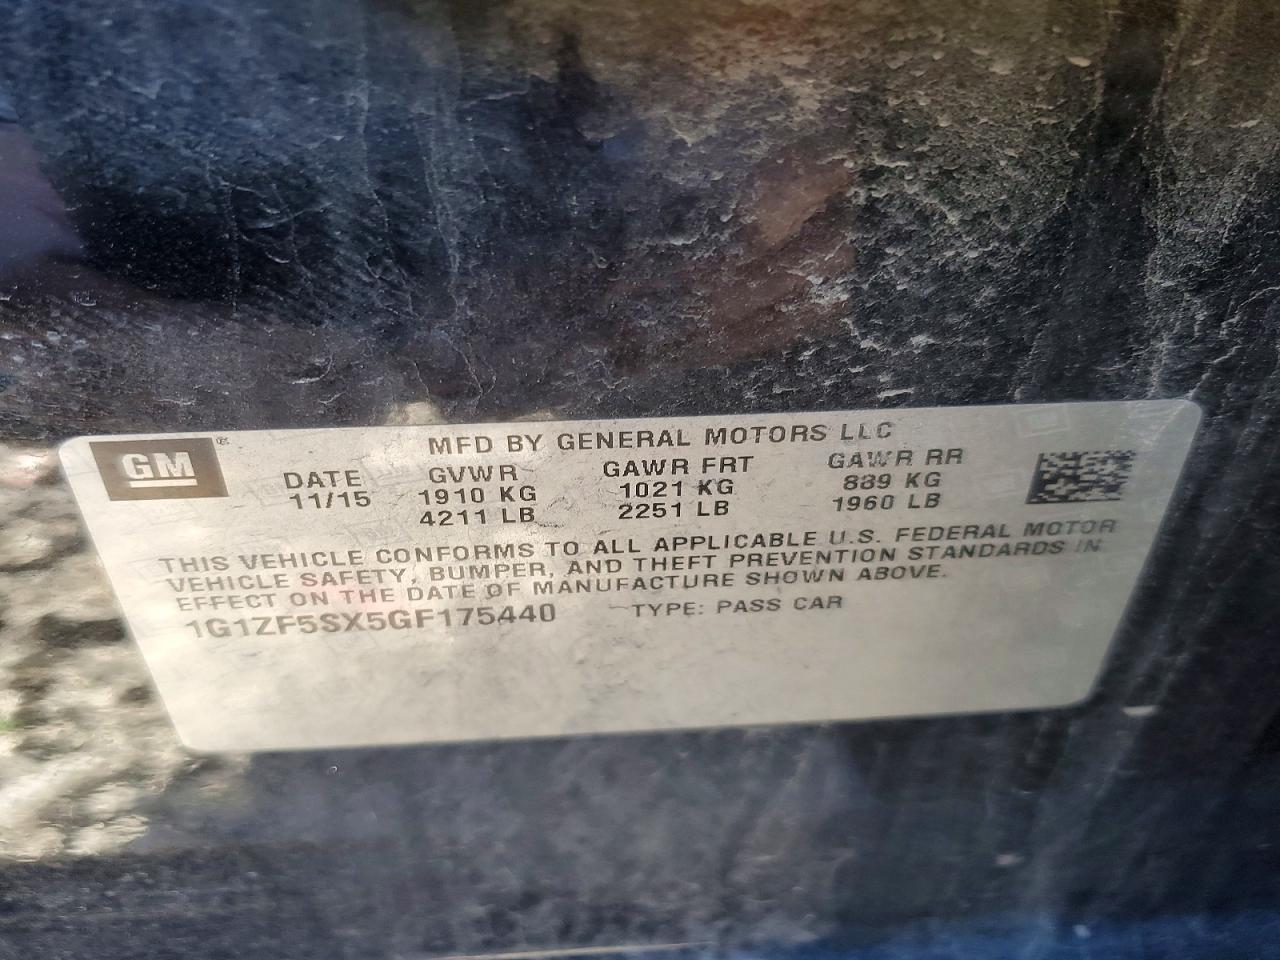 GM®
MFD BY GENERAL MOTORS LLC
DATE GVWR GAWR FRT GAWR RR
11/15 1910 KG 1021 KG 889 KG
4211 LB 2251 LB 1960 LB
THIS VEHICLE CONFORMS TO ALL APPLICABLE U.S. FEDERAL MOTOR
VEHICLE SAFETY, BUMPER, AND THEFT PREVENTION STANDARDS IN
EFFECT ON THE DATE OF MANUFACTURE SHOWN ABOVE.
1G1ZF5SX5GF175440 TYPE: PASS CAR